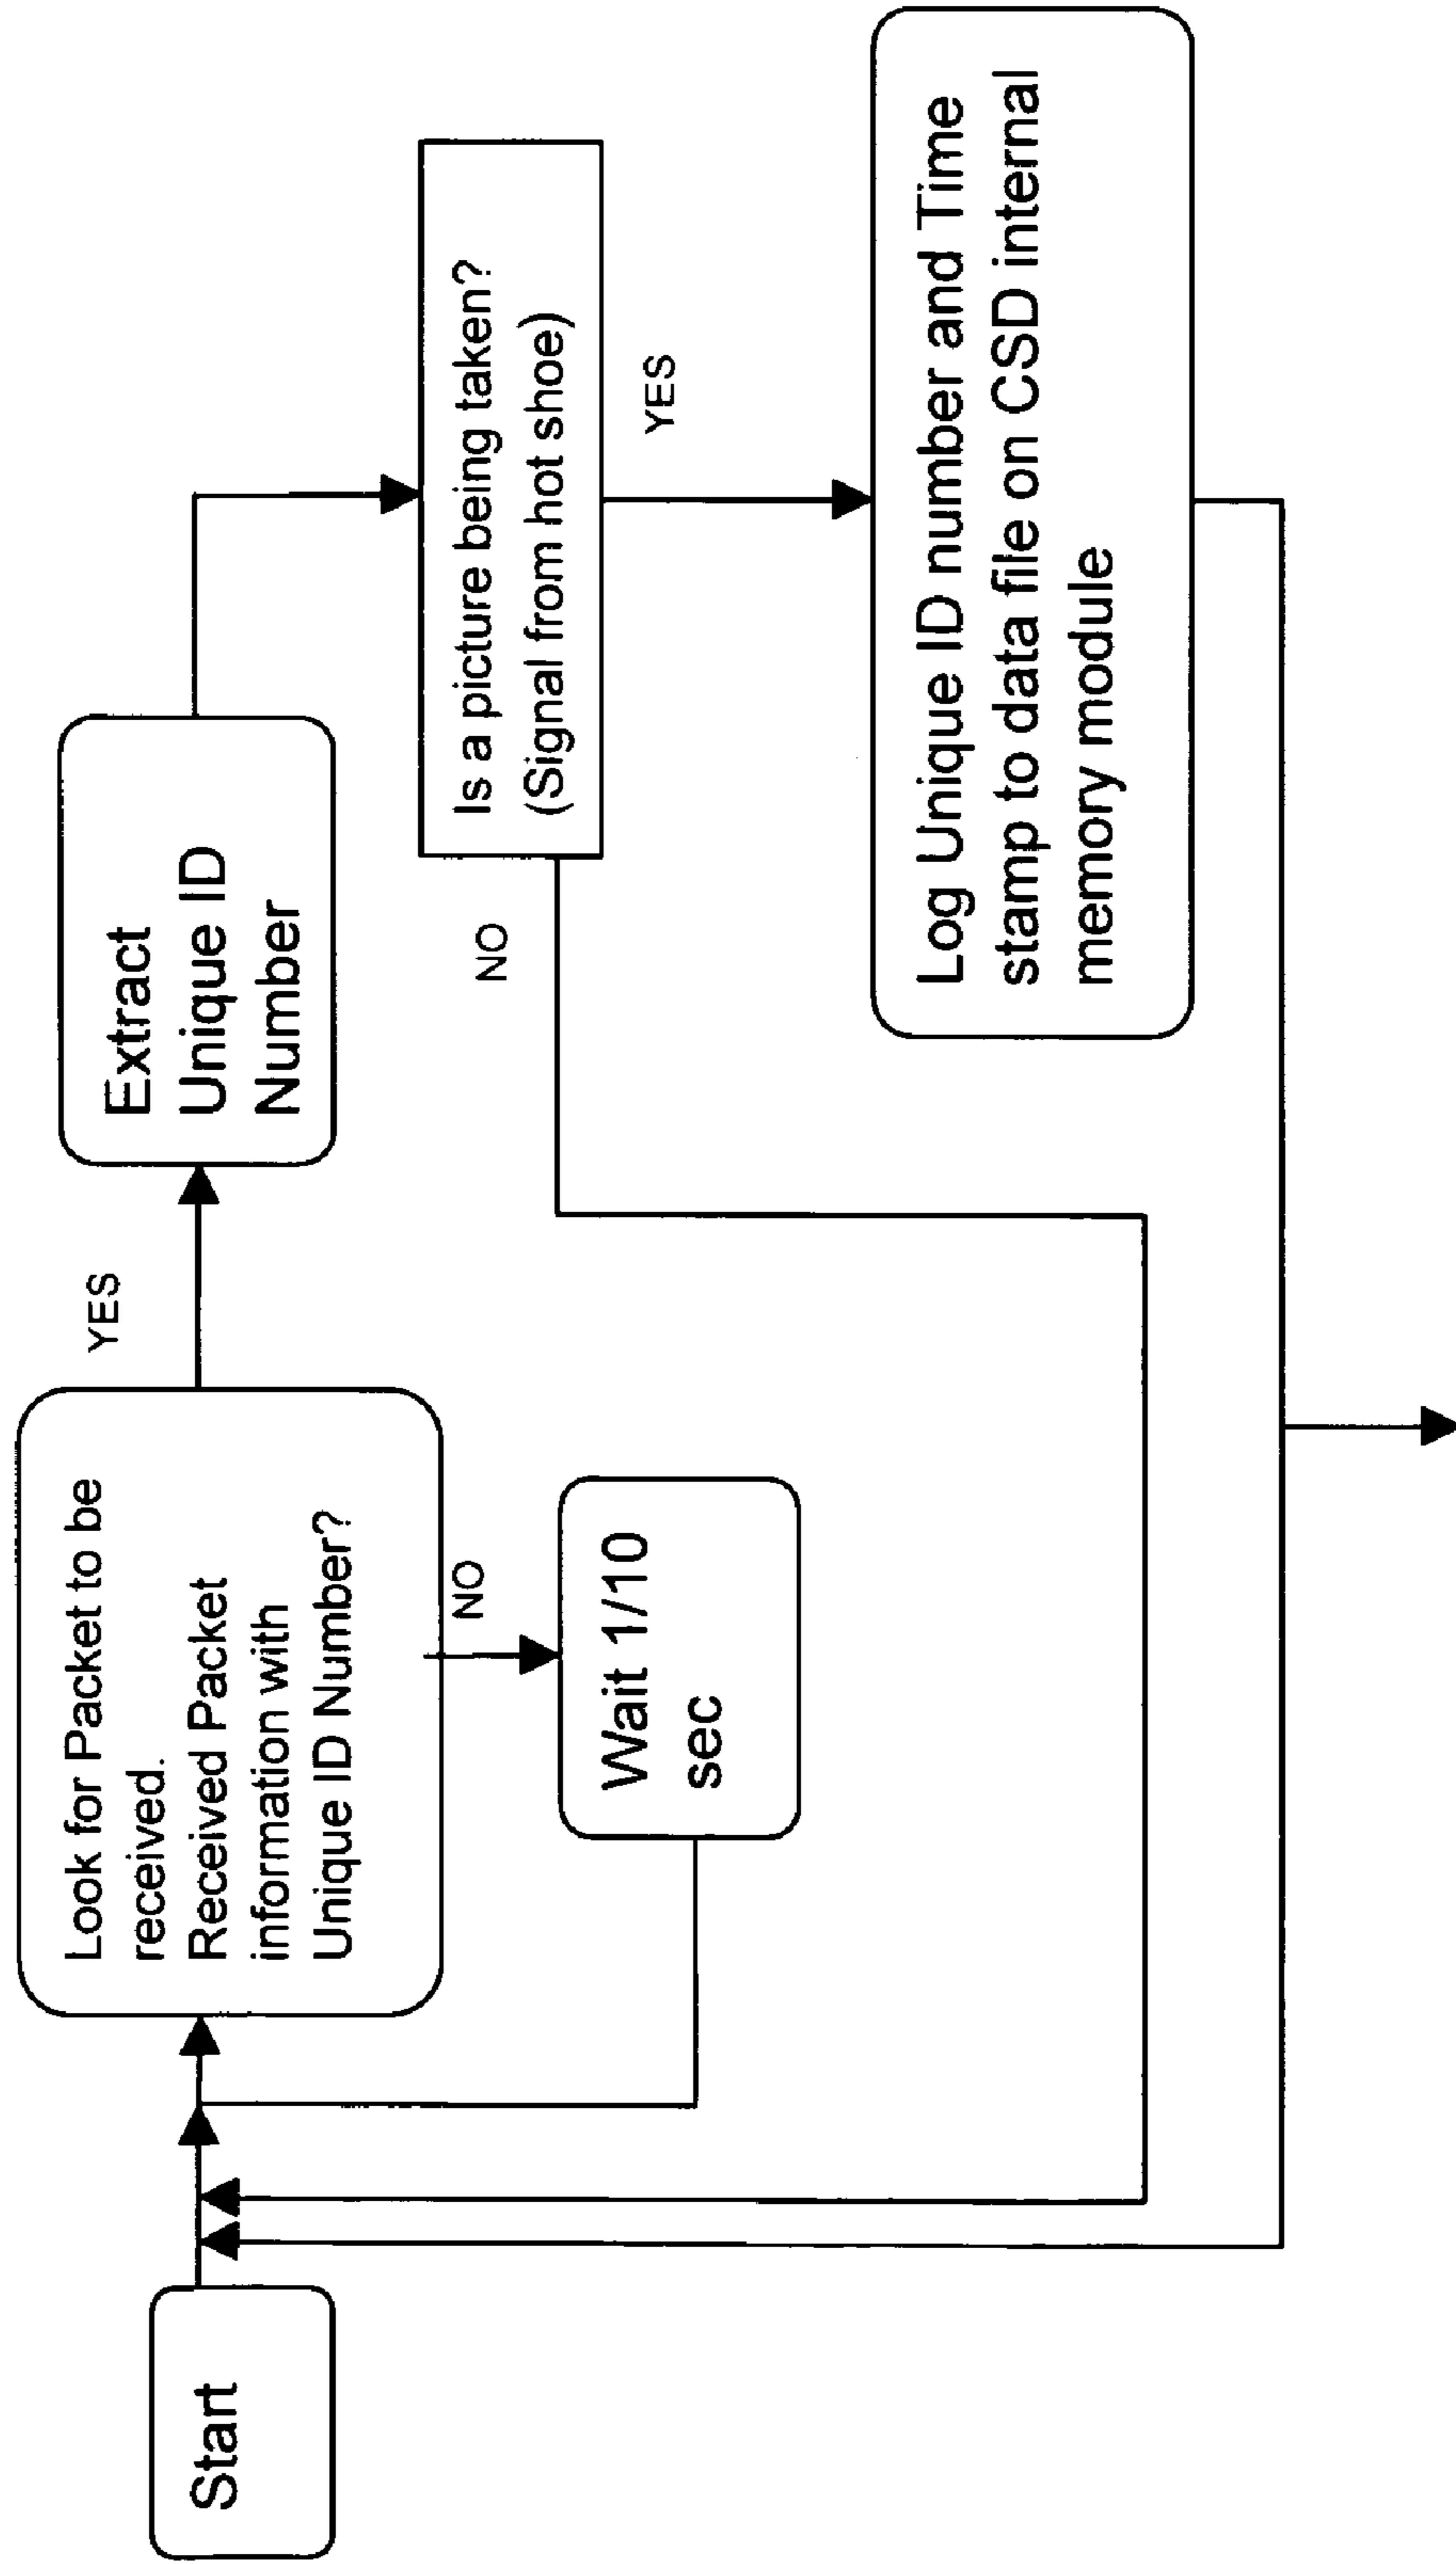 Start
Look for Packet to be
received.
Received Packet
information with
Unique ID Number?
YES
NO
Wait 1/10
sec
Extract
Unique ID
Number
Is a picture being taken?
(Signal from hot shoe)
NO
YES
Log Unique ID number and Time
stamp to data file on CSD internal
memory module